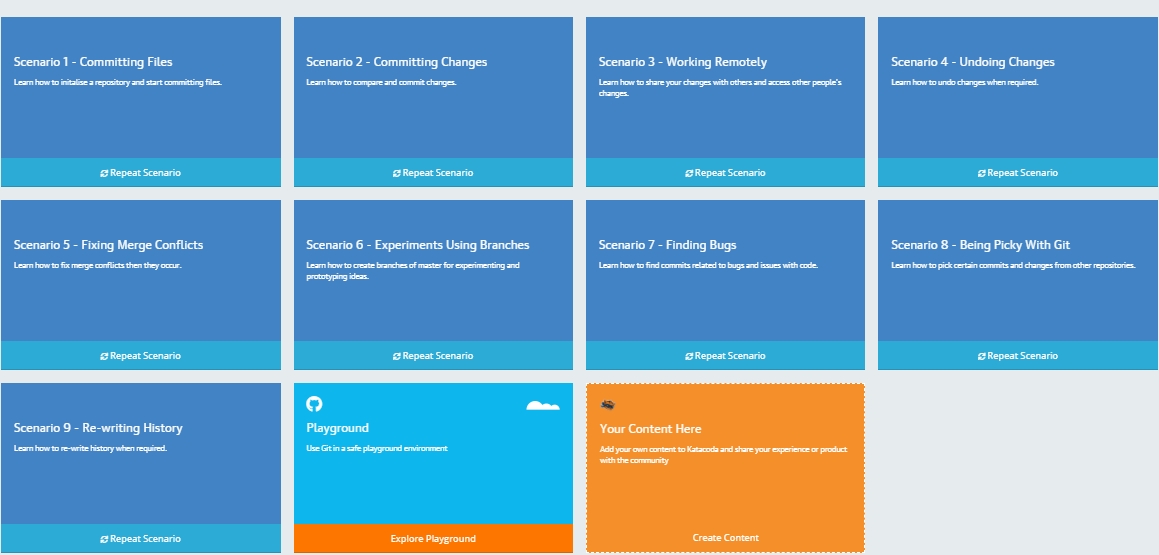 Scenario 1 - Committing Files
Learn how to initalise a repository and start committing files.
Repeat Scenario
Scenario 2 - Committing Changes
Learn how to compare and commit changes.
Repeat Scenario
Scenario 3 - Working Remotely
Learn how to share your changes with others and access other people's
changes.
Repeat Scenario
Scenario 4 - Undoing Changes
Learn how to undo changes when required.
Repeat Scenario
Scenario 5 - Fixing Merge Conflicts
Learn how to fix merge conflicts then they occur.
Repeat Scenario
Scenario 6 - Experiments Using Branches
Learn how to create branches of master for experimenting and
prototyping ideas.
Repeat Scenario
Scenario 7 - Finding Bugs
Learn how to find commits related to bugs and issues with code.
Repeat Scenario
Scenario 8 - Being Picky With Git
Learn how to pick certain commits and changes from other repositories.
Repeat Scenario
Scenario 9 - Re-writing History
Learn how to re-write history when required.
Repeat Scenario
Playground
Use Git in a safe playground environment
Explore Playground
Your Content Here
Add your own content to Katacoda and share your experience or product
with the community
Create Content